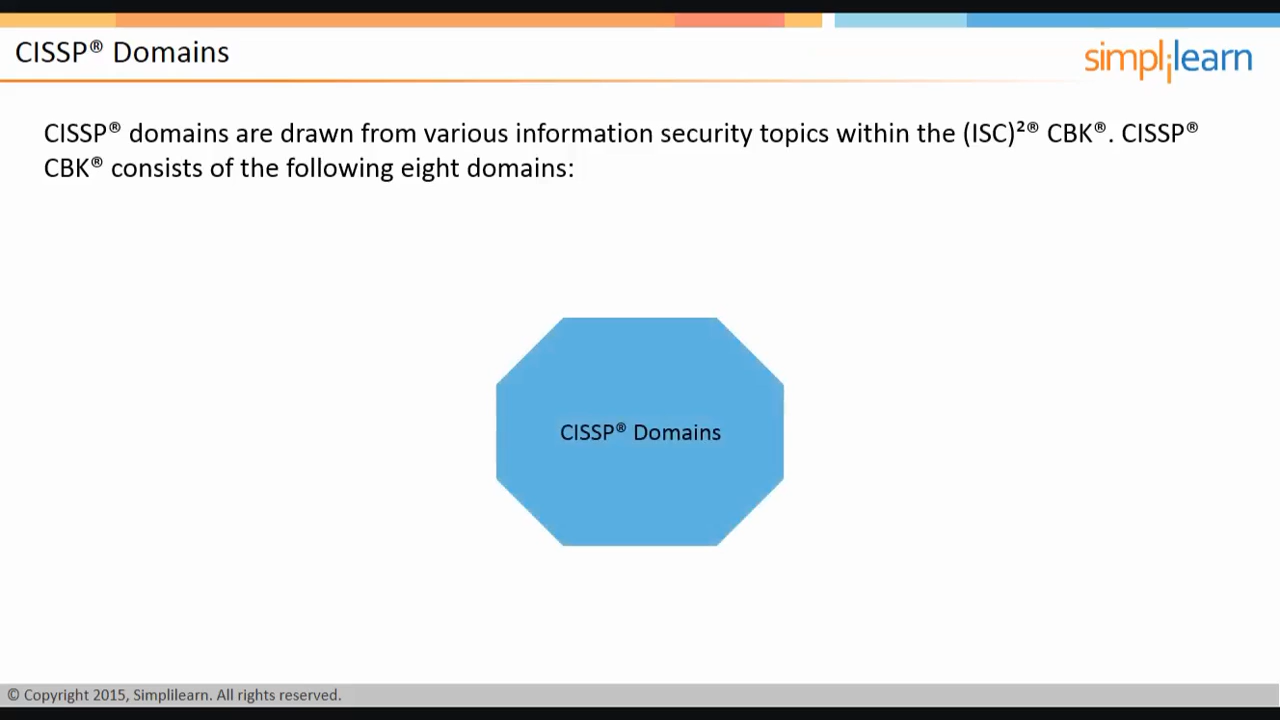 CISSP® Domains
simplilearn
CISSP® domains are drawn from various information security topics within the (ISC)²® CBK®. CISSP®
CBK® consists of the following eight domains:
CISSP® Domains
© Copyright 2015, Simplilearn. All rights reserved.